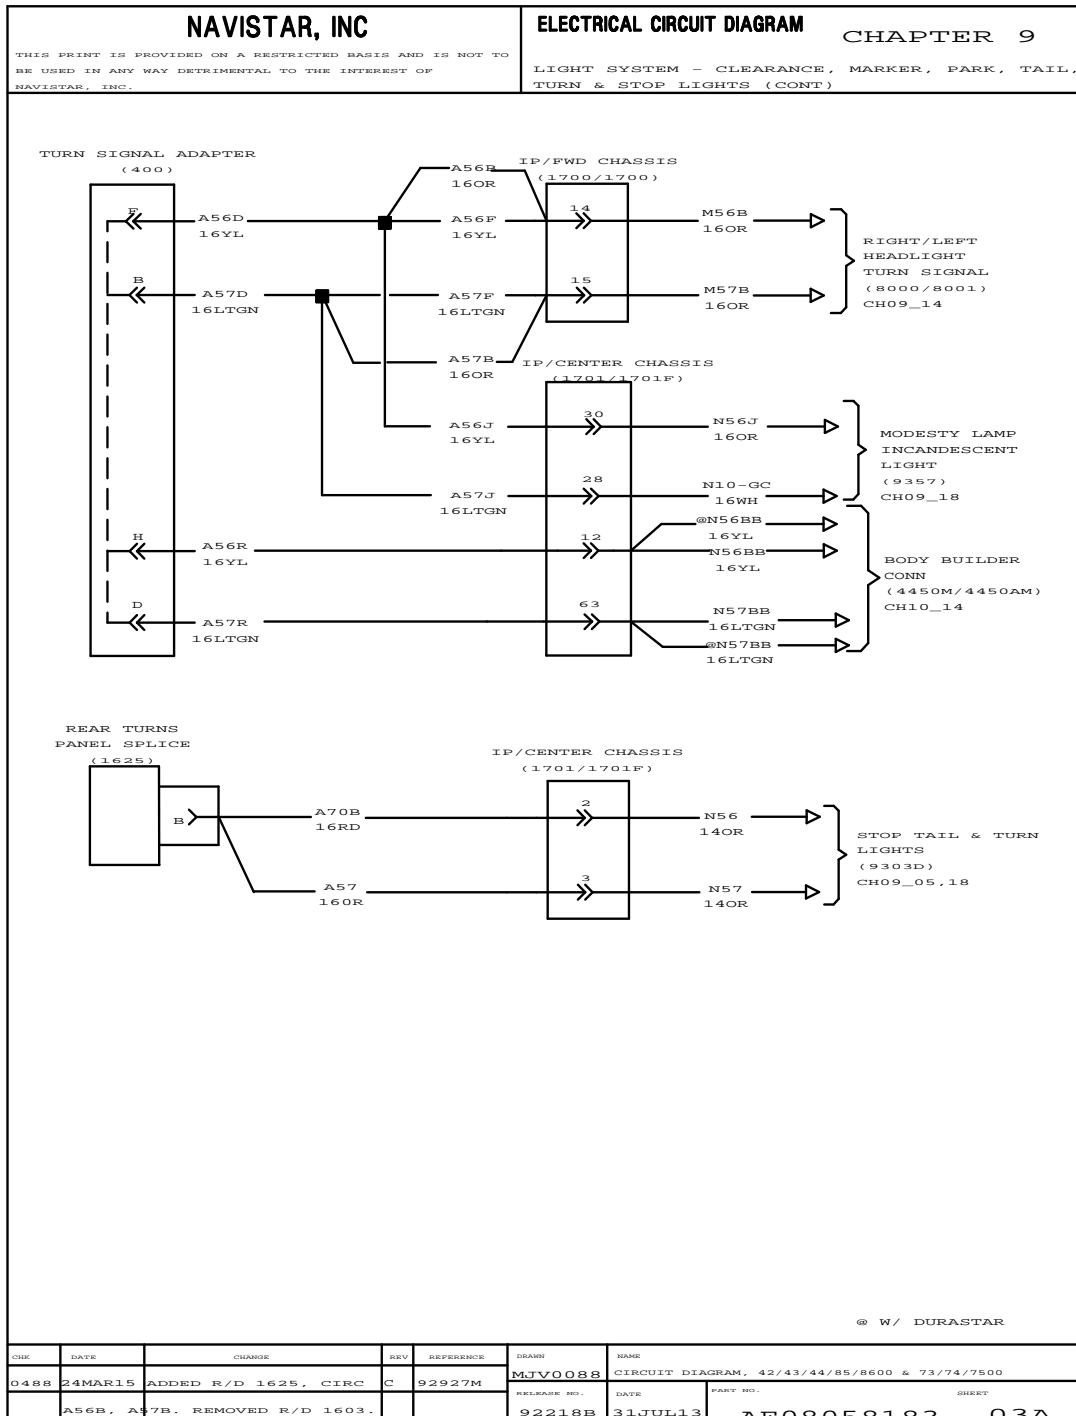 NAVISTAR, INC
THIS PRINT IS PROVIDED ON A RESTRICTED BASIS AND IS NOT TO
BE USED IN ANY WAY DETRIMENTAL TO THE INTEREST OF
NAVISTAR, INC.
ELECTRICAL CIRCUIT DIAGRAM
CHAPTER 9
LIGHT SYSTEM - CLEARANCE, MARKER, PARK, TAIL,
TURN & STOP LIGHTS (CONT)
TURN SIGNAL ADAPTER
(400)
A56B
16OR
IP/FWD CHASSIS
(1700/1700)
F
A56D
16YL
A56F
16YL
14
M56B
16OR
RIGHT/LEFT
HEADLIGHT
TURN SIGNAL
(8000/8001)
CH09_14
B
A57D
16LTGN
A57F
16LTGN
15
M57B
16OR
A57B
16OR
IP/CENTER CHASSIS
(1701/1701F)
A56J
16YL
30
N56J
16OR
MODESTY LAMP
INCANDESCENT
LIGHT
(9357)
CH09_18
A57J
16LTGN
28
N10-GC
16WH
@N56BB
16YL
H
A56R
16YL
12
N56BB
16YL
BODY BUILDER
CONN
(4450M/4450AM)
CH10_14
D
A57R
16LTGN
63
N57BB
16LTGN
@N57BB
16LTGN
REAR TURNS
PANEL SPLICE
(1625)
IP/CENTER CHASSIS
(1701/1701F)
B
A70B
16RD
2
N56
14OR
STOP TAIL & TURN
LIGHTS
(9303D)
CH09_05,18
A57
16OR
3
N57
14OR
@ W/ DURASTAR
CHK DATE CHANGE REV REFERENCE DRAWN NAME
0488 24MAR15 ADDED R/D 1625, CIRC C 92927M MJV0088 CIRCUIT DIAGRAM, 42/43/44/85/8600 & 73/74/7500
RELEASE NO. DATE PART NO. SHEET
A56B, A57B. REMOVED R/D 1603, 92218B 31JUL13 03A